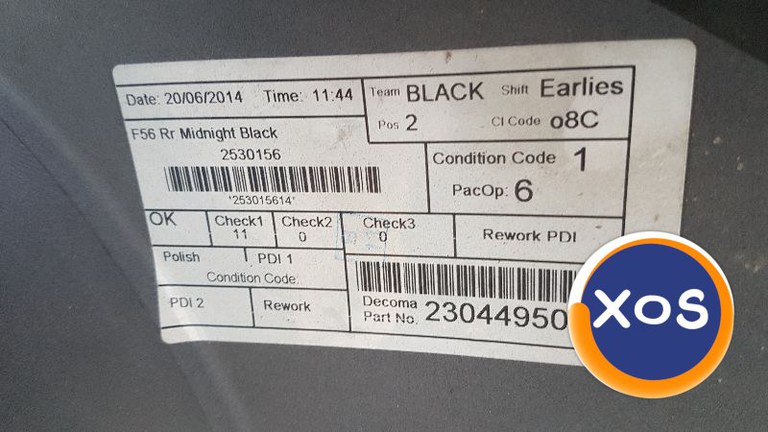 Date: 20/06/2014 Time: 11:44
Team BLACK Shift Earlies
Pos 2 CI Code o8C
F56 Rr Midnight Black
2530156
*253015614*
Condition Code 1
PacOp: 6
OK Check1 Check2 Check3
11 0 0
Rework PDI
Polish PDI 1
Condition Code:
PDI 2 Rework
Decoma
Part No. 23044950
XOS